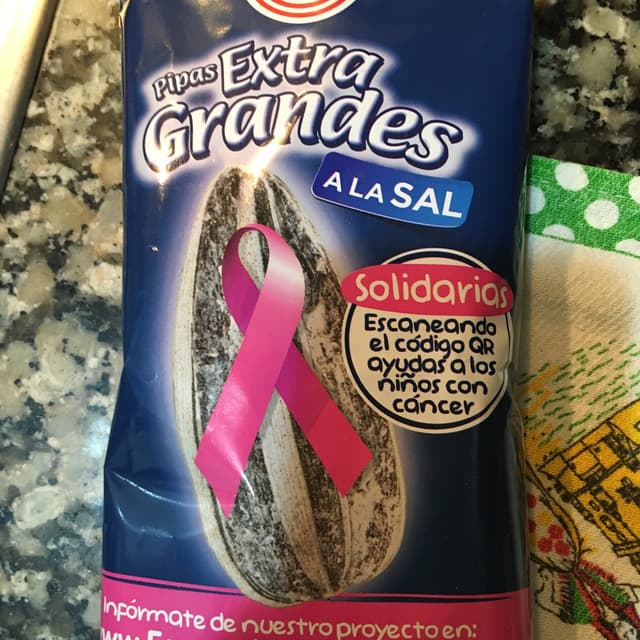 Pipas Extra
Grandes
A LA SAL
Solidarias
Escaneando
el código QR
ayudas a los
niños con
cáncer
Infórmate de nuestro proyecto en: